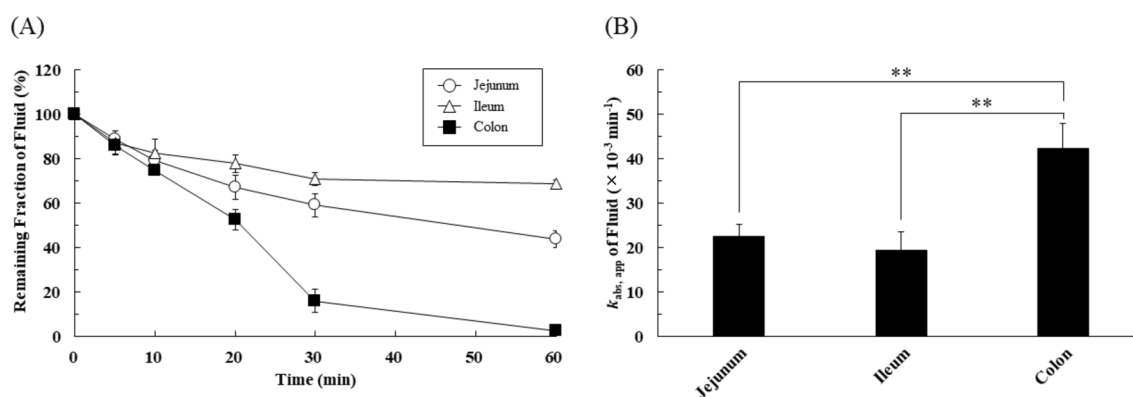 (A)
Remaining Fraction of Fluid (%)
120
100
80
60
40
20
0
0 10 20 30 40 50 60
Time (min)
Jejunum
Ileum
Colon
(B)
k abs, app of Fluid (× 10⁻³ min⁻¹)
60
50
40
30
20
10
0
**
**
Jejunum
Ileum
Colon